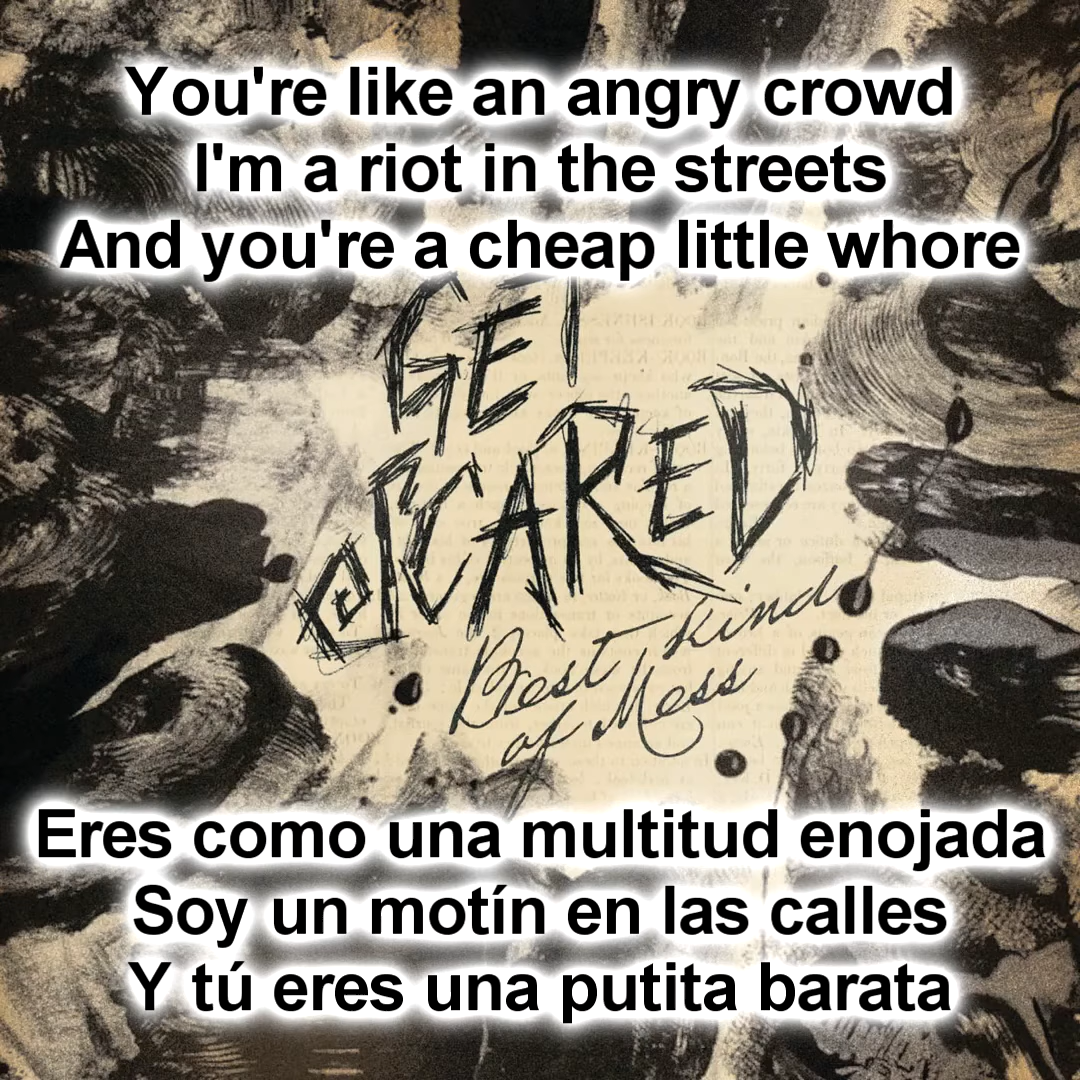 You're like an angry crowd
I'm a riot in the streets
And you're a cheap little whore
GET
SCARED
Best kind
of Mess
Eres como una multitud enojada
Soy un motín en las calles
Y tú eres una putita barata